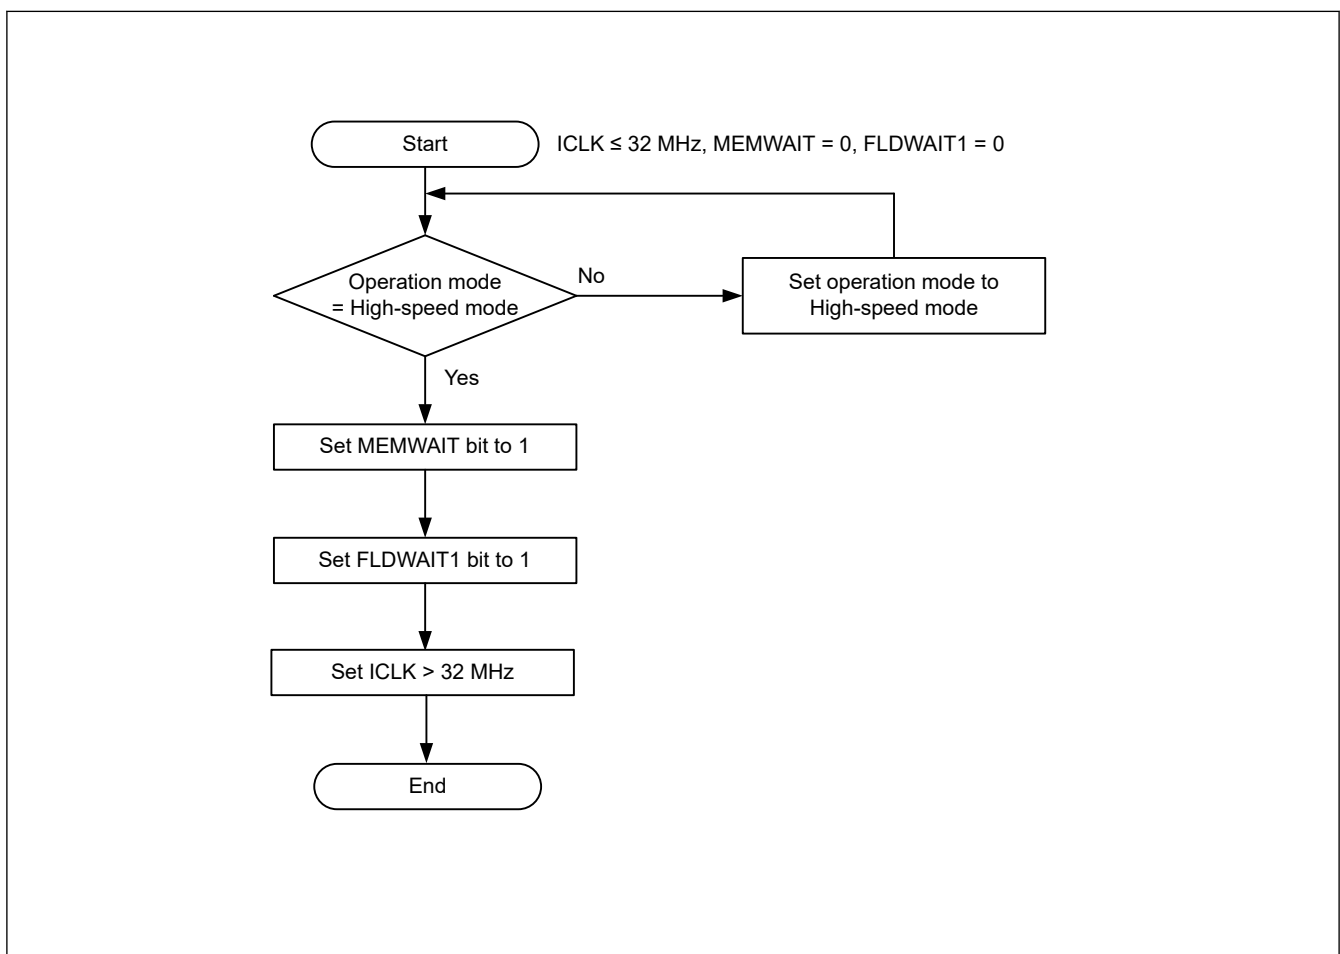 Start
ICLK ≤ 32 MHz, MEMWAIT = 0, FLDWAIT1 = 0
Operation mode
= High-speed mode
No
Set operation mode to
High-speed mode
Yes
Set MEMWAIT bit to 1
Set FLDWAIT1 bit to 1
Set ICLK > 32 MHz
End